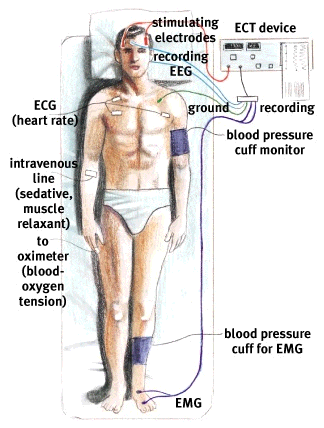 stimulating
electrodes
ECT device
recording
EEG
ECG
(heart rate)
ground
recording
blood pressure
cuff monitor
intravenous
line
(sedative,
muscle
relaxant)
to
oximeter
(blood-
oxygen
tension)
blood pressure
cuff for EMG
EMG